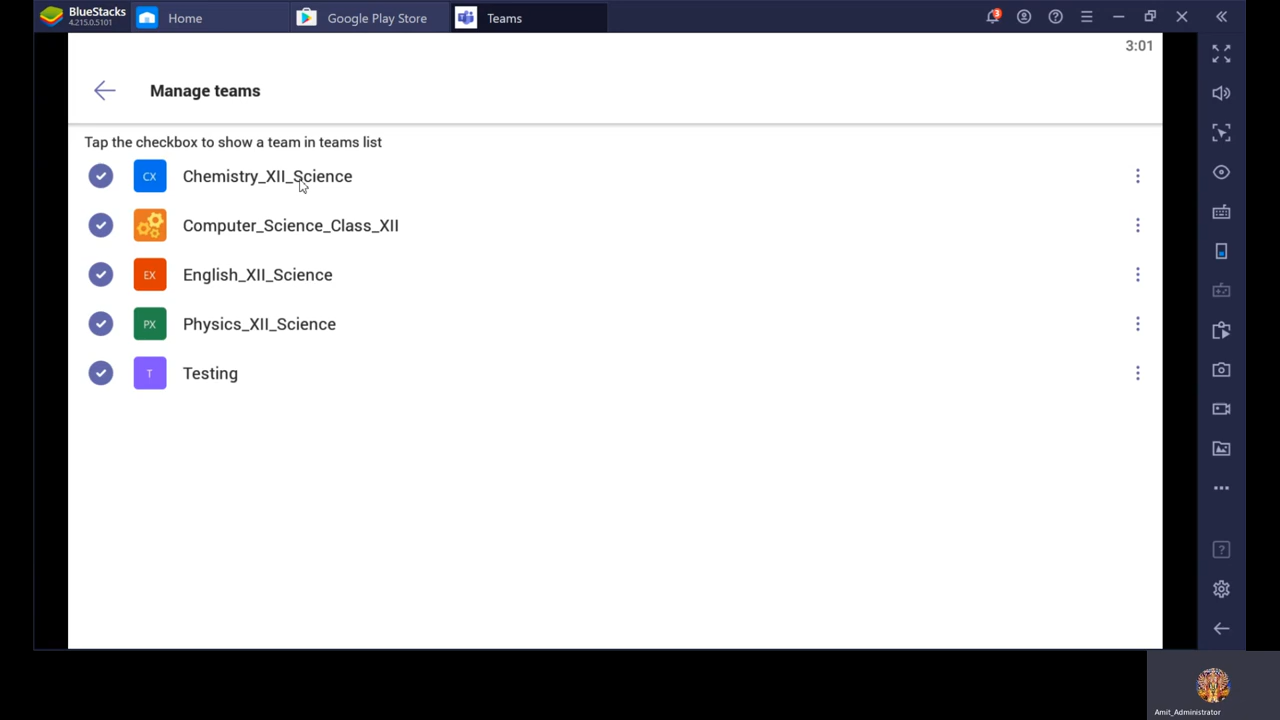 BlueStacks
4.215.0.5101
Home
Google Play Store
Teams
3
3:01
Manage teams
Tap the checkbox to show a team in teams list
CX Chemistry_XII_Science
Computer_Science_Class_XII
EX English_XII_Science
PX Physics_XII_Science
T Testing
Amit_Administrator